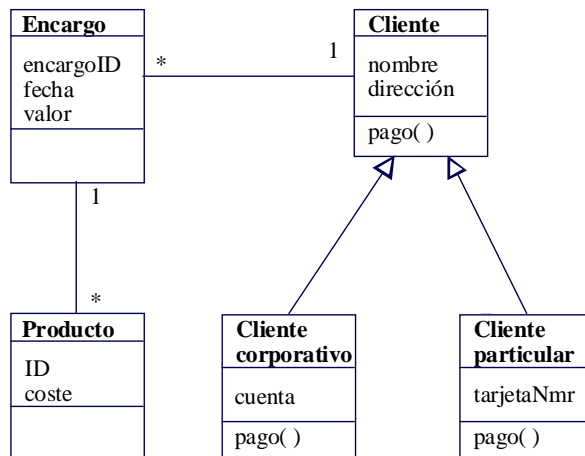 Encargo
encargoID
fecha
valor
*
1
Cliente
nombre
dirección
pago( )
1
*
Producto
ID
coste
Cliente
corporativo
cuenta
pago( )
Cliente
particular
tarjetaNmr
pago( )